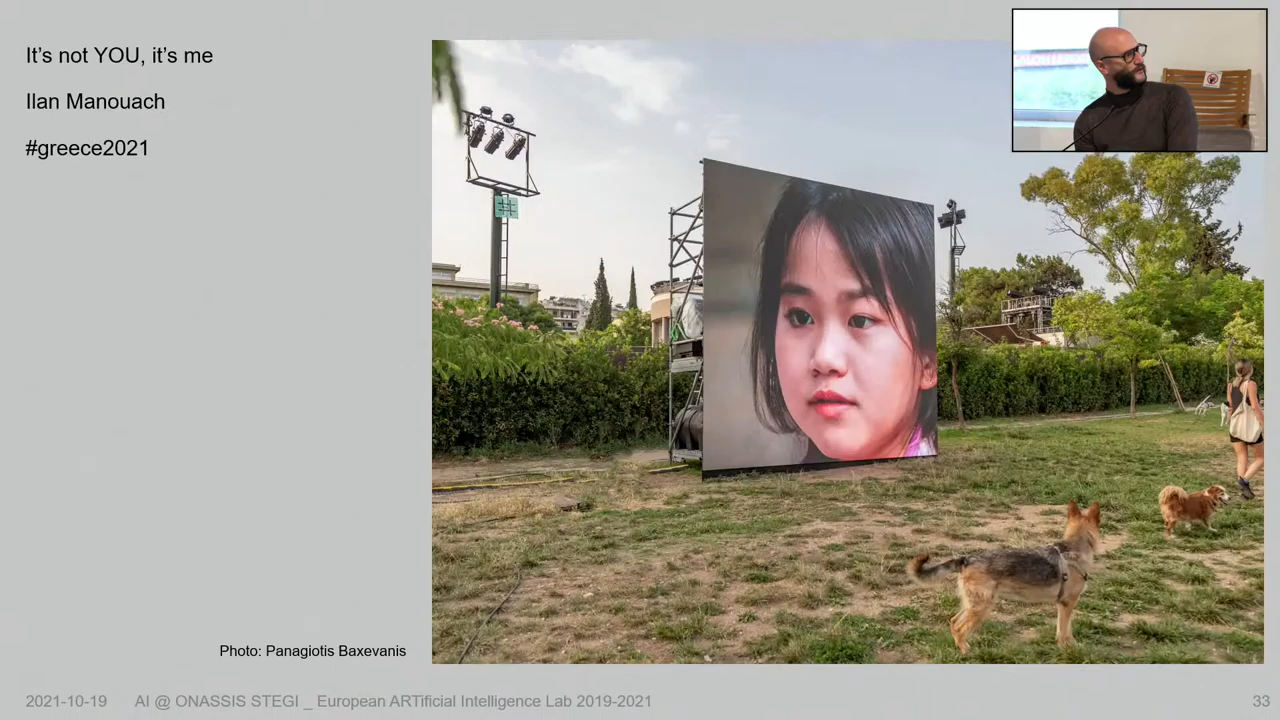 It's not YOU, it's me
Ilan Manouach
#greece2021
Photo: Panagiotis Baxevanis
2021-10-19 AI @ ONASSIS STEGI _ European ARTificial Intelligence Lab 2019-2021 33